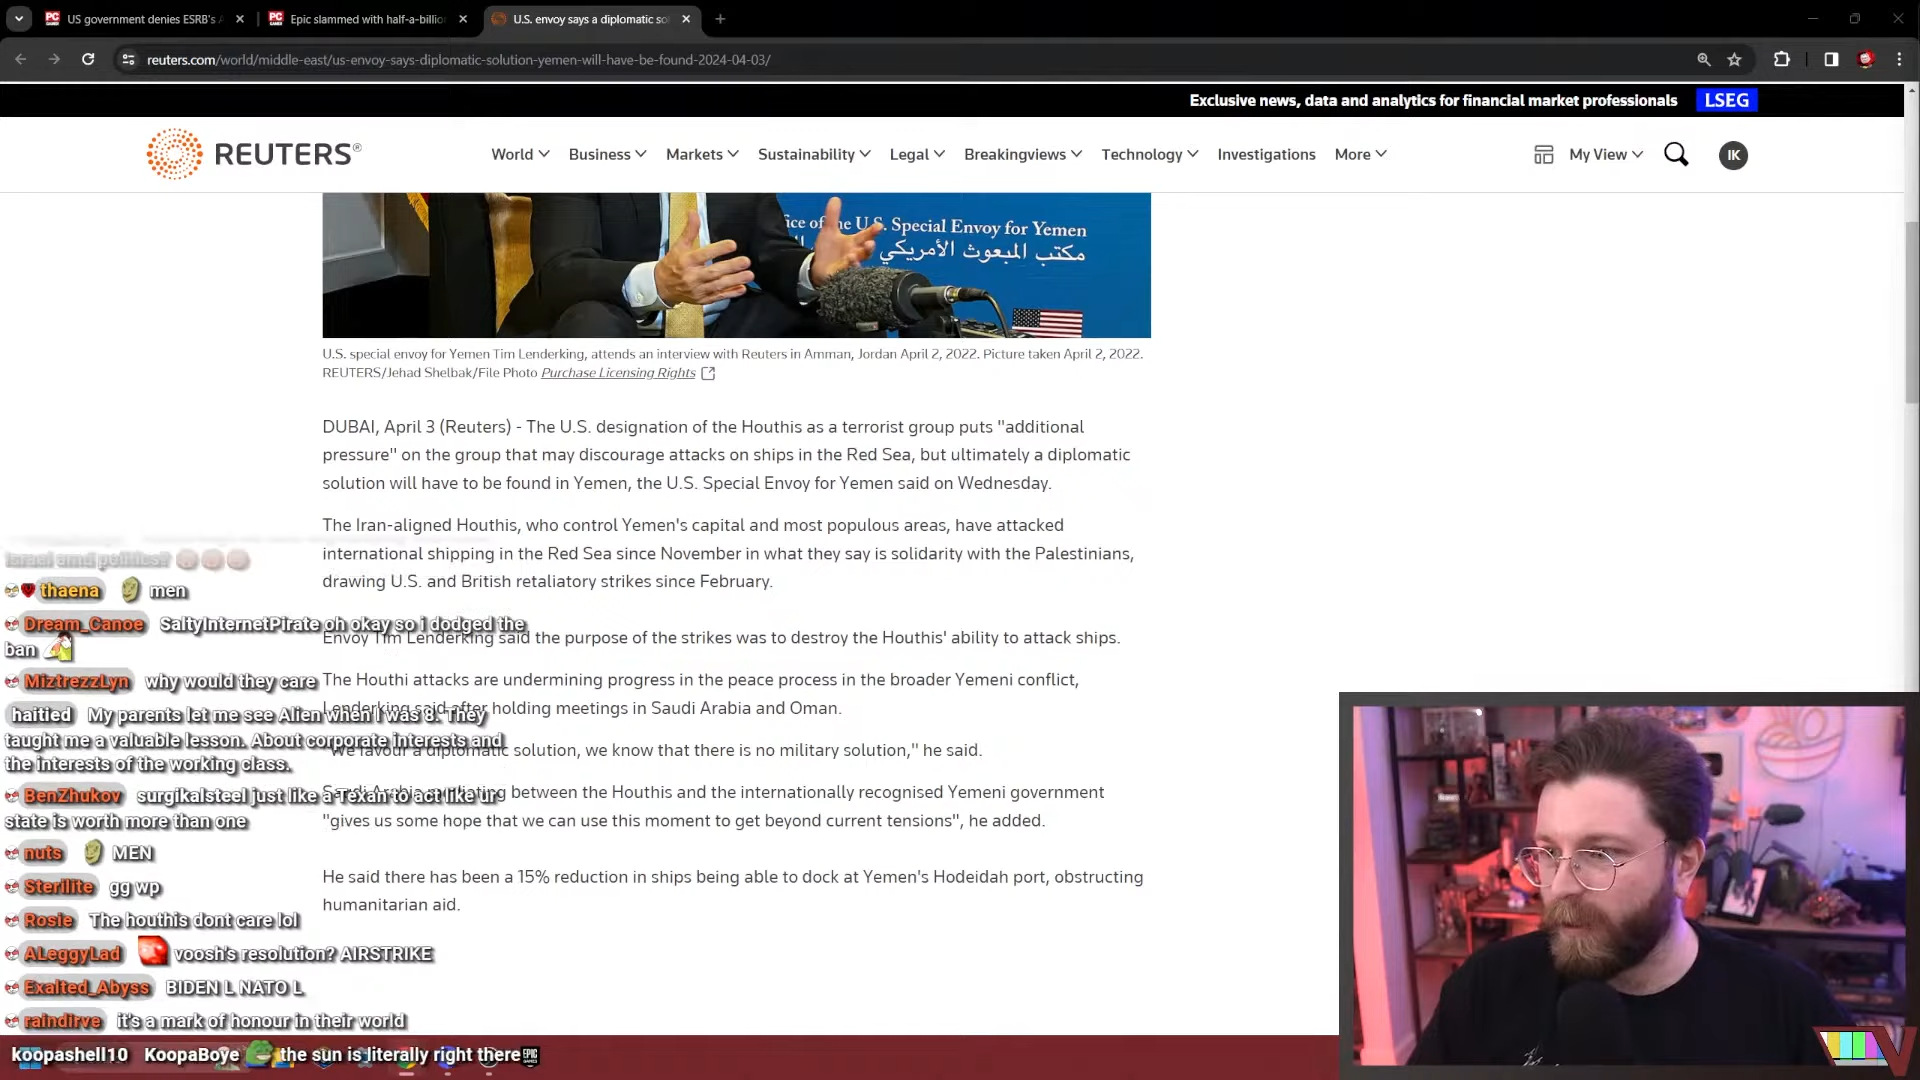 US government denies ESRB's
Epic slammed with half-a-billio
U.S. envoy says a diplomatic so
reuters.com/world/middle-east/us-envoy-says-diplomatic-solution-yemen-will-have-be-found-2024-04-03/
Exclusive news, data and analytics for financial market professionals LSEG
REUTERS®
World Business Markets Sustainability Legal Breakingviews Technology Investigations More My View IK
ice of the U.S. Special Envoy for Yemen
مكتب المبعوث الأمريكي
U.S. special envoy for Yemen Tim Lenderking, attends an interview with Reuters in Amman, Jordan April 2, 2022. Picture taken April 2, 2022.
REUTERS/Jehad Shelbak/File Photo Purchase Licensing Rights
DUBAI, April 3 (Reuters) - The U.S. designation of the Houthis as a terrorist group puts "additional
pressure" on the group that may discourage attacks on ships in the Red Sea, but ultimately a diplomatic
solution will have to be found in Yemen, the U.S. Special Envoy for Yemen said on Wednesday.
The Iran-aligned Houthis, who control Yemen's capital and most populous areas, have attacked
international shipping in the Red Sea since November in what they say is solidarity with the Palestinians,
drawing U.S. and British retaliatory strikes since February.
Envoy Tim Lenderking said the purpose of the strikes was to destroy the Houthis' ability to attack ships.
The Houthi attacks are undermining progress in the peace process in the broader Yemeni conflict,
Lenderking said after holding meetings in Saudi Arabia and Oman.
"We favour a diplomatic solution, we know that there is no military solution," he said.
Saudi Arabia mediating between the Houthis and the internationally recognised Yemeni government
"gives us some hope that we can use this moment to get beyond current tensions", he added.
He said there has been a 15% reduction in ships being able to dock at Yemen's Hodeidah port, obstructing
humanitarian aid.
Israel amd politics?
thaena men
Dream_Canoe SaltyInternetPirate oh okay so i dodged the
ban
MiztrezzLyn why would they care
haitied My parents let me see Alien when I was 8. They
taught me a valuable lesson. About corporate interests and
the interests of the working class.
BenZhukov surgikalsteel just like a Texan to act like ur
state is worth more than one
nuts MEN
Sterilite gg wp
Rosie The houthis dont care lol
ALeggyLad voosh's resolution? AIRSTRIKE
Exalted_Abyss BIDEN L NATO L
raindirve it's a mark of honour in their world
koopashell10 KoopaBoye the sun is literally right there
EPIC